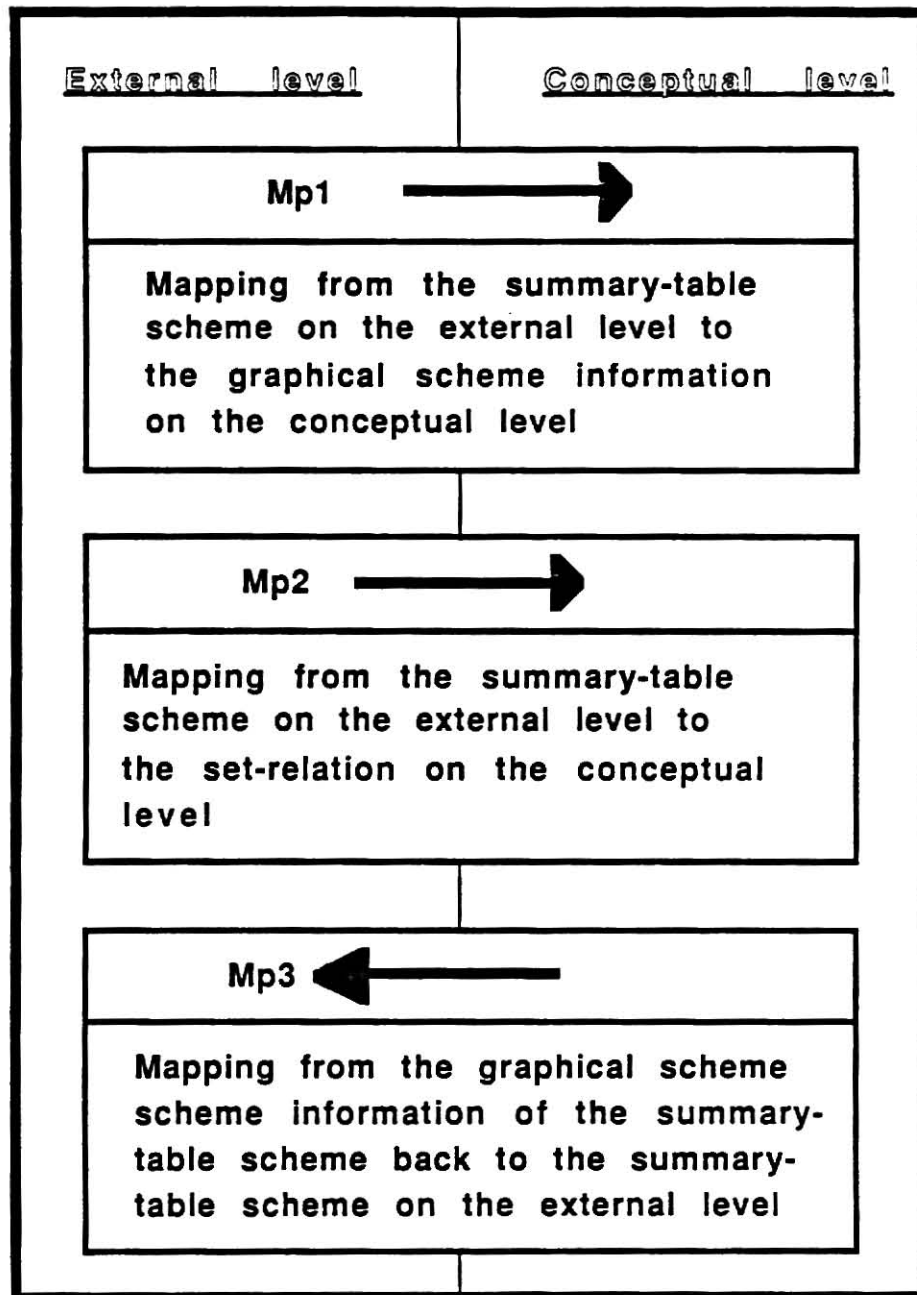 External level
Conceptual level
Mp1
Mapping from the summary-table
scheme on the external level to
the graphical scheme information
on the conceptual level
Mp2
Mapping from the summary-table
scheme on the external level to
the set-relation on the conceptual
level
Mp3
Mapping from the graphical scheme
scheme information of the summary-
table scheme back to the summary-
table scheme on the external level